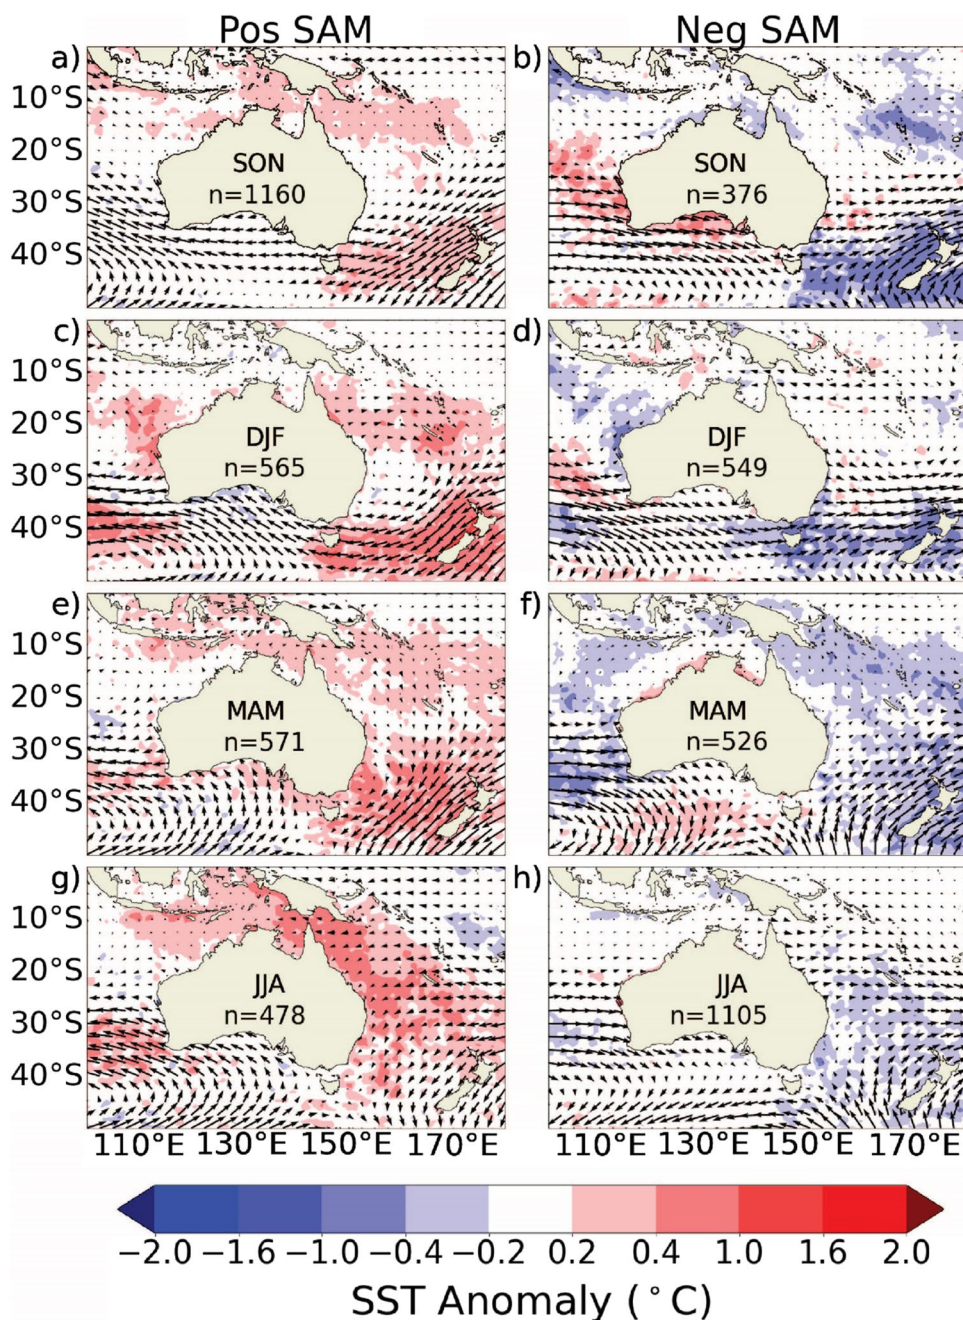 Pos SAM Neg SAM
a) b)
10°S
20°S
30°S
40°S
SON
n=1160
SON
n=376
c) d)
10°S
20°S
30°S
40°S
DJF
n=565
DJF
n=549
e) f)
10°S
20°S
30°S
40°S
MAM
n=571
MAM
n=526
g) h)
10°S
20°S
30°S
40°S
JJA
n=478
JJA
n=1105
110°E 130°E 150°E 170°E 110°E 130°E 150°E 170°E
−2.0 −1.6 −1.0 −0.4 −0.2 0.2 0.4 1.0 1.6 2.0
SST Anomaly (°C)